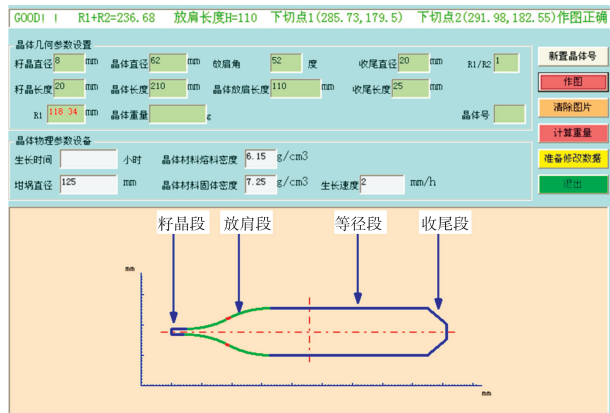 GOOD! ! R1+R2=236.68 放肩长度H=110 下切点1(285.73,179.5) 下切点2(291.98,182.55)作图正确
晶体几何参数设置
籽晶直径 8 mm 晶体直径 62 mm 放肩角 52 度 收尾直径 20 mm R1/R2 1
新置晶体号
籽晶长度 20 mm 晶体长度 210 mm 晶体放肩长度 110 mm 收尾长度 25 mm
作图
R1 118.34 mm 晶体重量 g 晶体号
清除图片
计算重量
晶体物理参数设备
生长时间 小时 晶体材料熔料密度 6.15 g/cm3
准备修改数据
坩埚直径 125 mm 晶体材料固体密度 7.25 g/cm3 生长速度 2 mm/h
退出
籽晶段 放肩段 等径段 收尾段
mm
mm